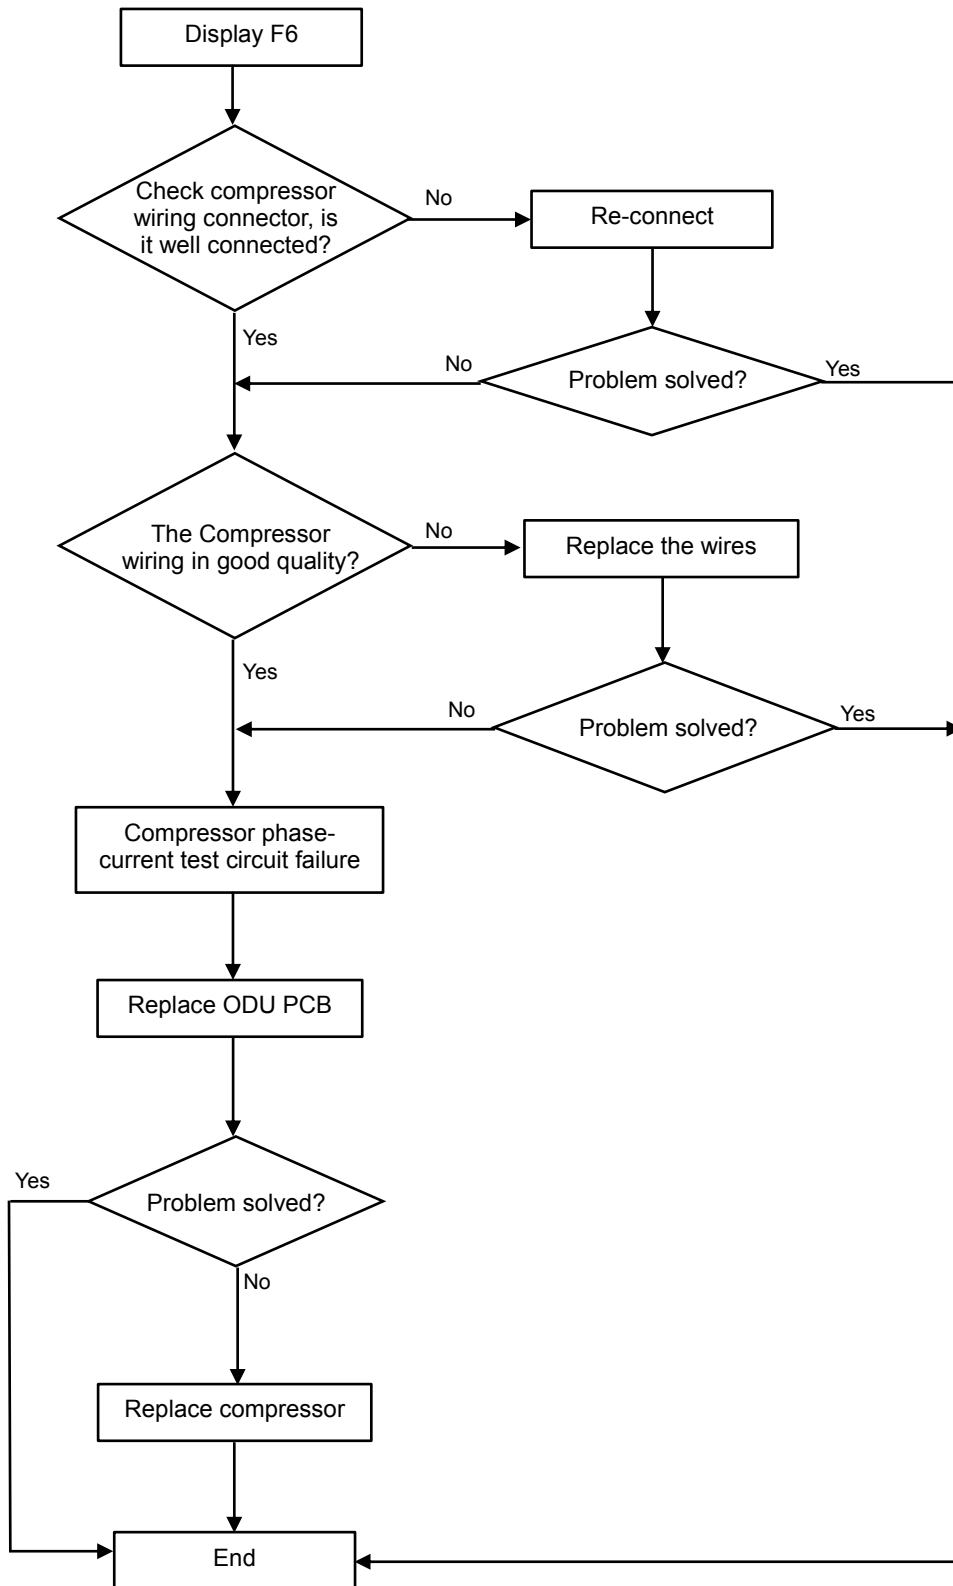 Display F6
Check compressor
wiring connector, is
it well connected?
No
Re-connect
Yes
No
Problem solved?
Yes
The Compressor
wiring in good quality?
No
Replace the wires
Yes
No
Problem solved?
Yes
Compressor phase-
current test circuit failure
Replace ODU PCB
Yes
Problem solved?
No
Replace compressor
End